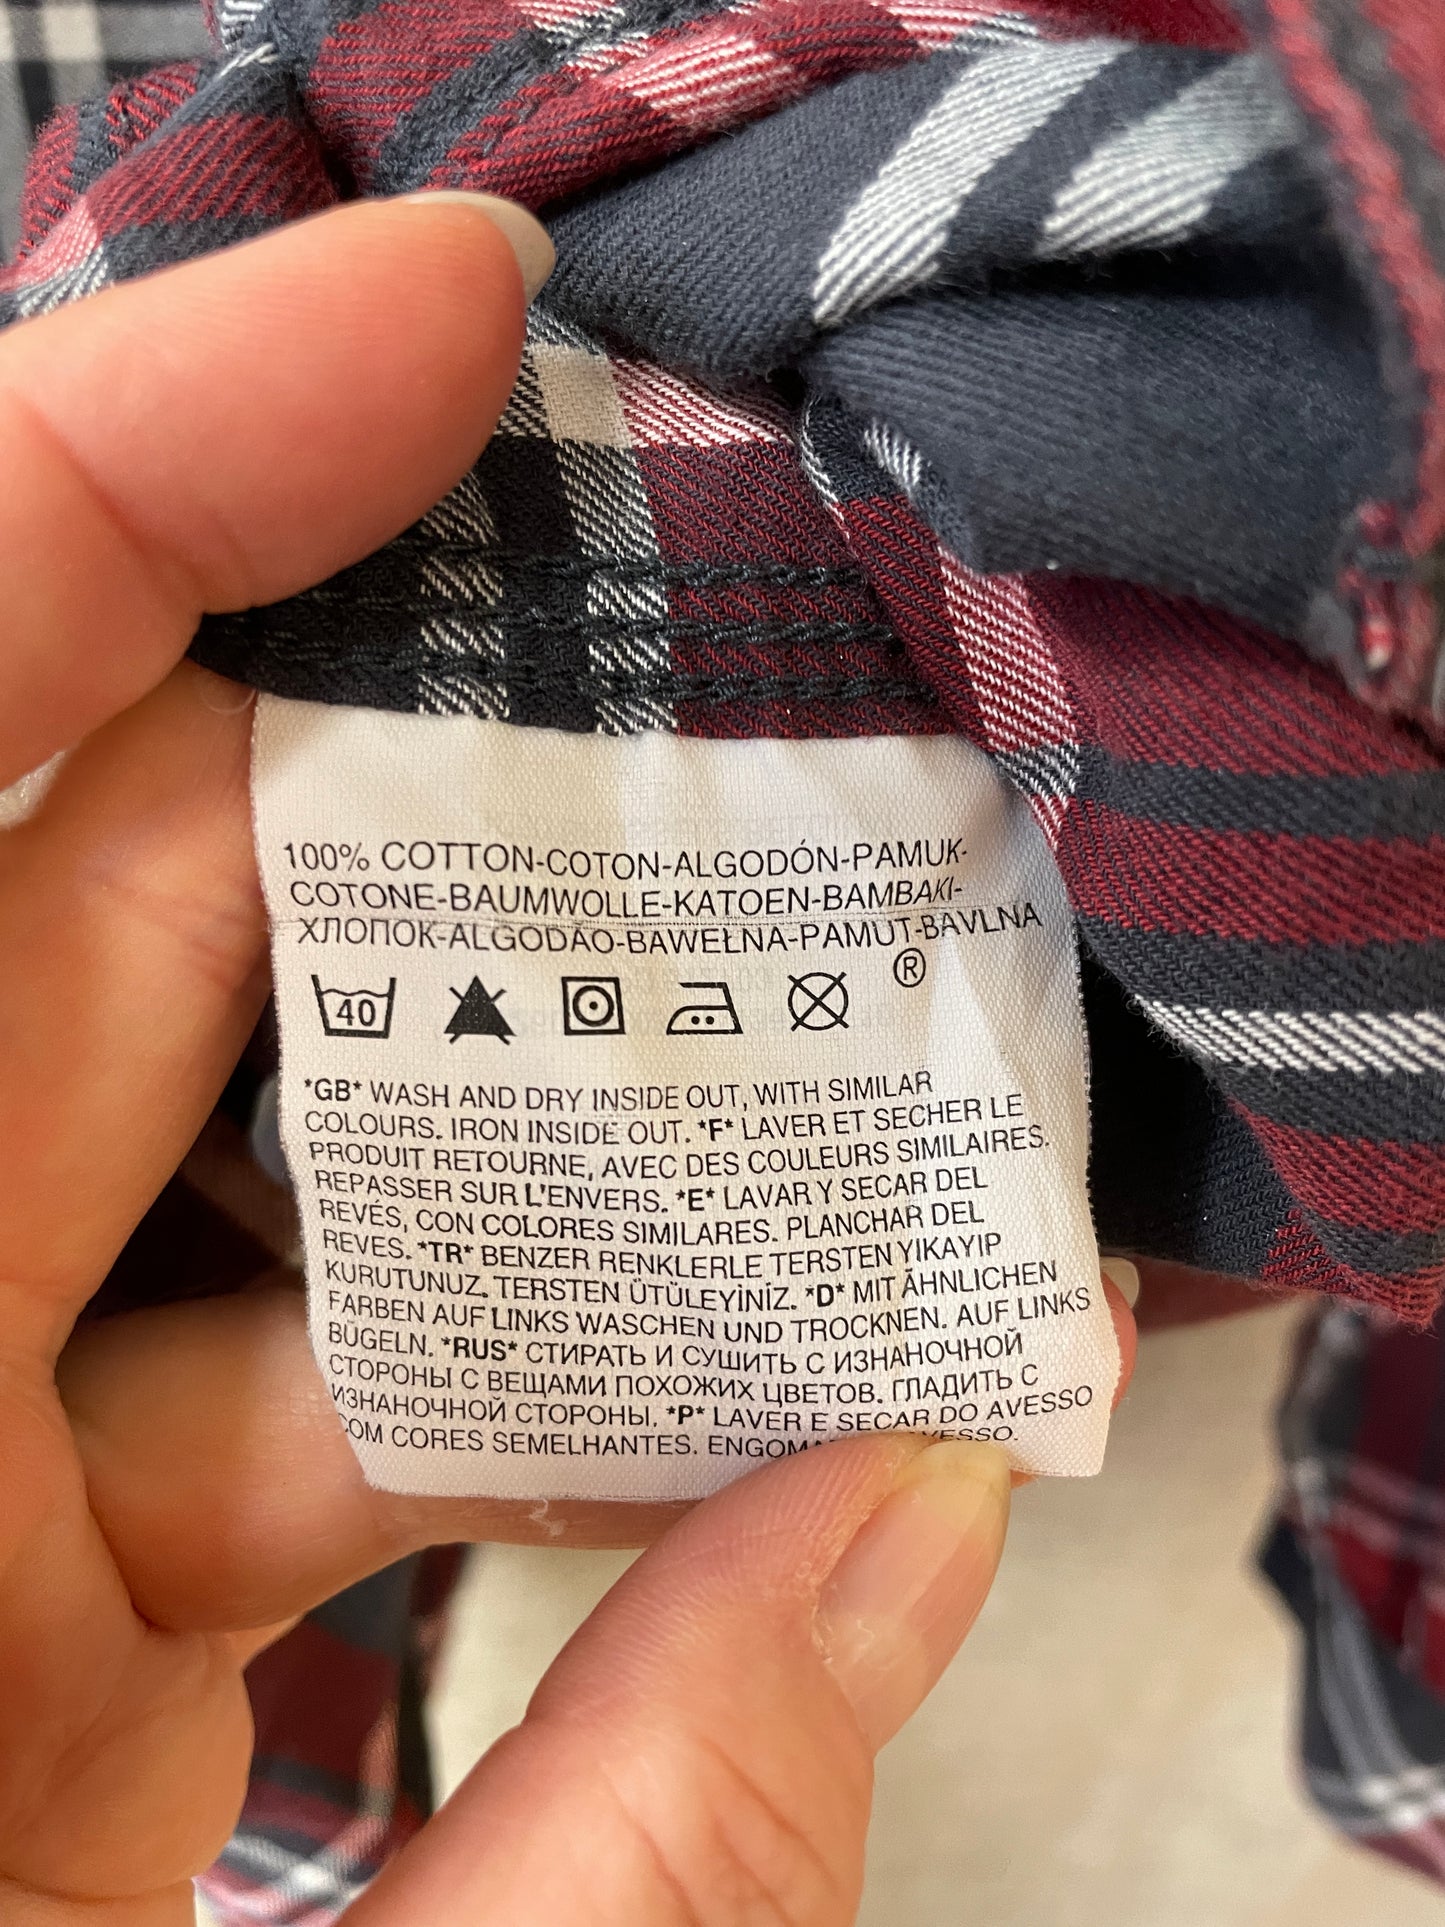 100% COTTON-COTON-ALGODÓN-PAMUK-
COTONE-BAUMWOLLE-KATOEN-BAMBAKI-
ХЛОПОК-ALGODÃO-BAWEŁNA-PAMUT-BAVLNA
40
®
*GB* WASH AND DRY INSIDE OUT, WITH SIMILAR
COLOURS. IRON INSIDE OUT. *F* LAVER ET SECHER LE
PRODUIT RETOURNE, AVEC DES COULEURS SIMILAIRES.
REPASSER SUR L'ENVERS. *E* LAVAR Y SECAR DEL
REVÉS, CON COLORES SIMILARES. PLANCHAR DEL
REVES. *TR* BENZER RENKLERLE TERSTEN YIKAYIP
KURUTUNUZ. TERSTEN ÜTÜLEYİNİZ. *D* MIT ÄHNLICHEN
FARBEN AUF LINKS WASCHEN UND TROCKNEN. AUF LINKS
BÜGELN. *RUS* СТИРАТЬ И СУШИТЬ С ИЗНАНОЧНОЙ
СТОРОНЫ С ВЕЩАМИ ПОХОЖИХ ЦВЕТОВ. ГЛАДИТЬ С
ИЗНАНОЧНОЙ СТОРОНЫ. *P* LAVER E SECAR DO AVESSO
COM CORES SEMELHANTES.